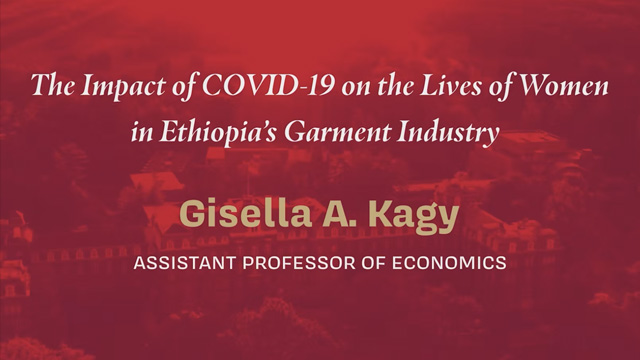 The Impact of COVID-19 on the Lives of Women
in Ethiopia’s Garment Industry
Gisella A. Kagy
ASSISTANT PROFESSOR OF ECONOMICS